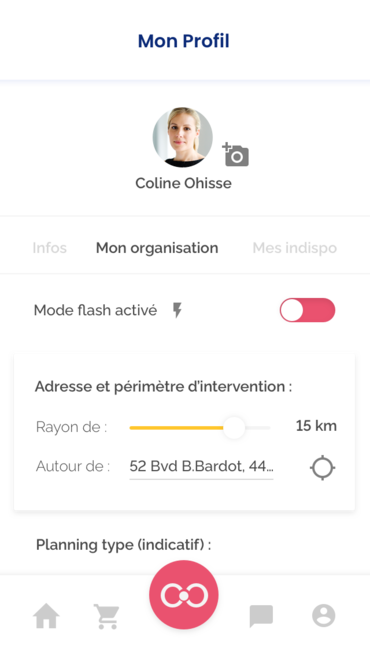 Mon Profil
Coline Ohisse
Infos Mon organisation Mes indispo
Mode flash activé
Adresse et périmètre d'intervention :
Rayon de : 15 km
Autour de : 52 Bvd B.Bardot, 44...
Planning type (indicatif) :